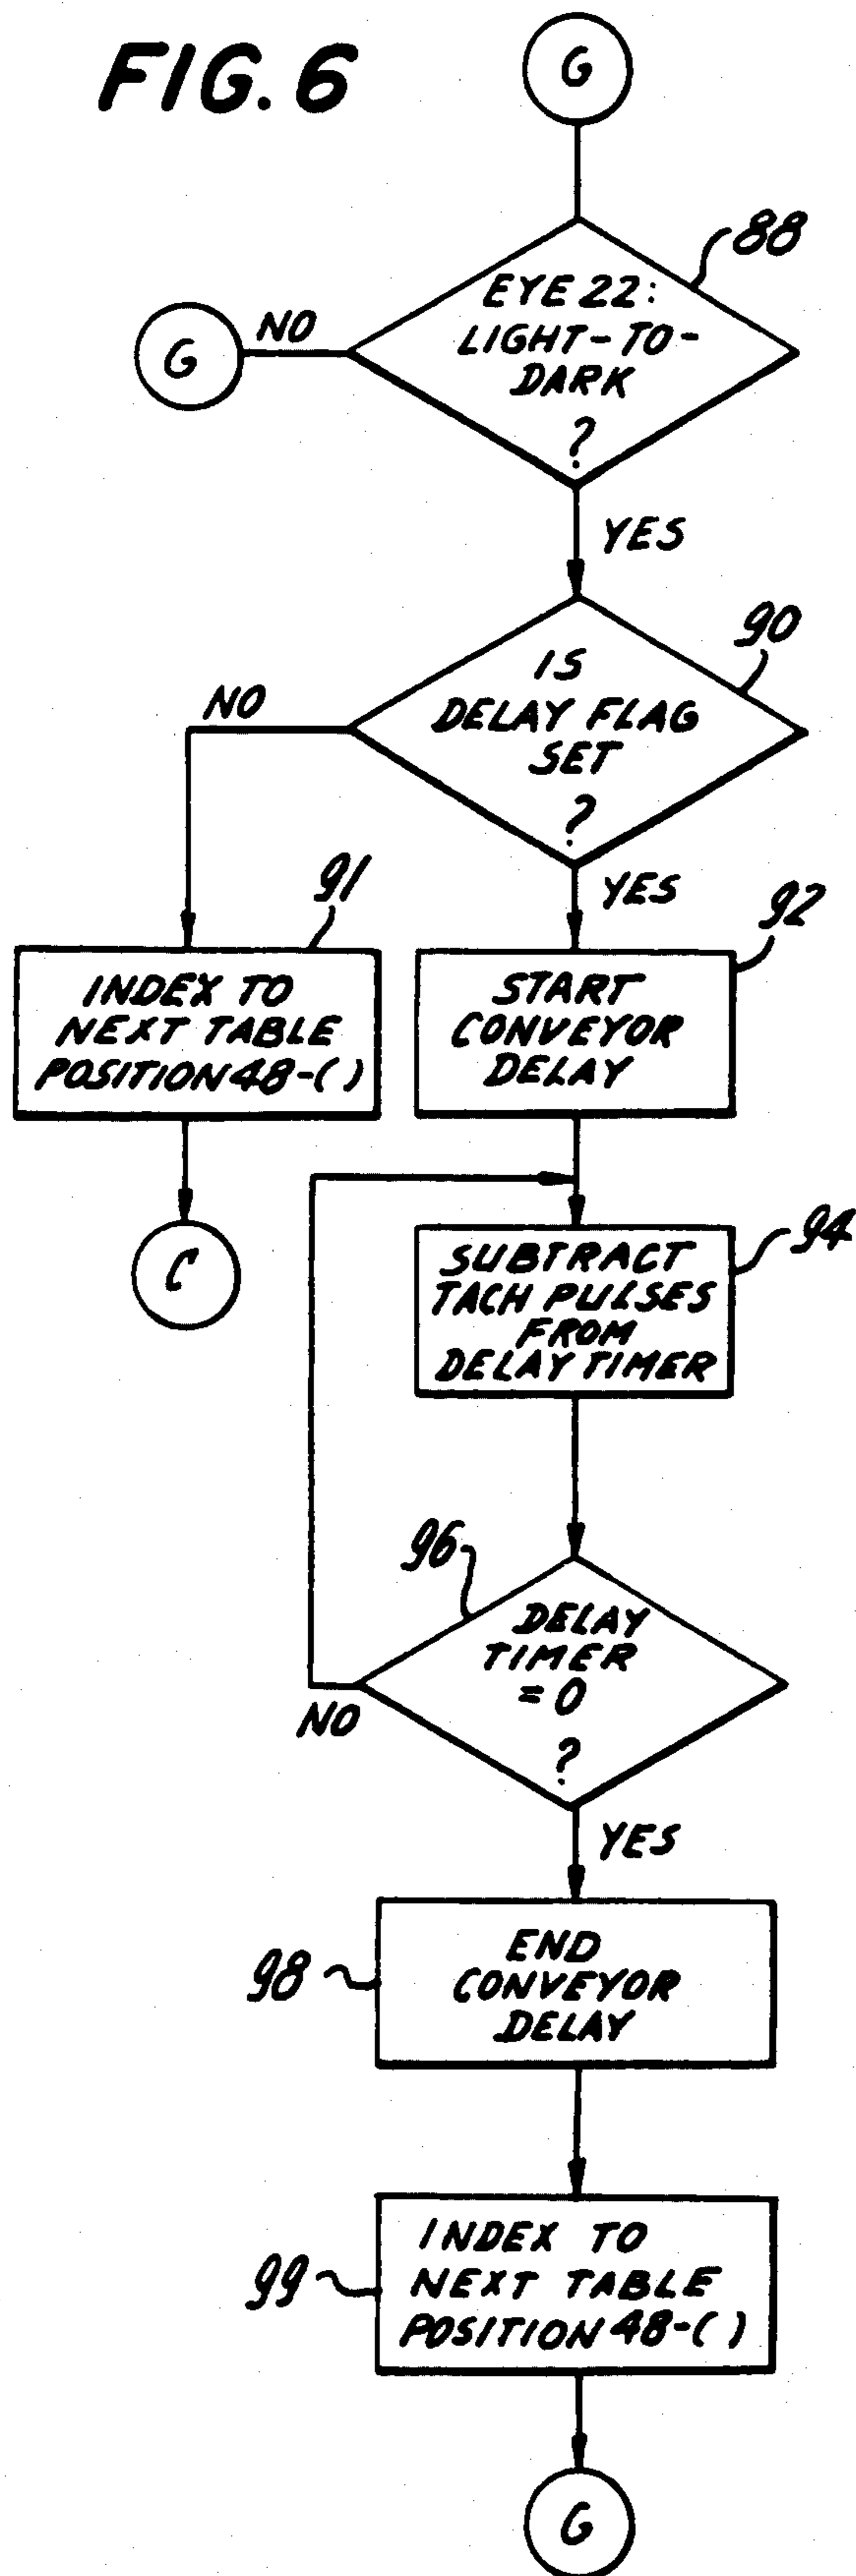 FIG. 6
G
88
EYE 22:
LIGHT-TO-
DARK
?
G
NO
YES
90
IS
DELAY FLAG
SET
?
NO
YES
91
INDEX TO
NEXT TABLE
POSITION 48-( )
C
92
START
CONVEYOR
DELAY
94
SUBTRACT
TACH PULSES
FROM
DELAY TIMER
96
DELAY
TIMER
= 0
?
NO
YES
98
END
CONVEYOR
DELAY
99
INDEX TO
NEXT TABLE
POSITION 48-( )
G